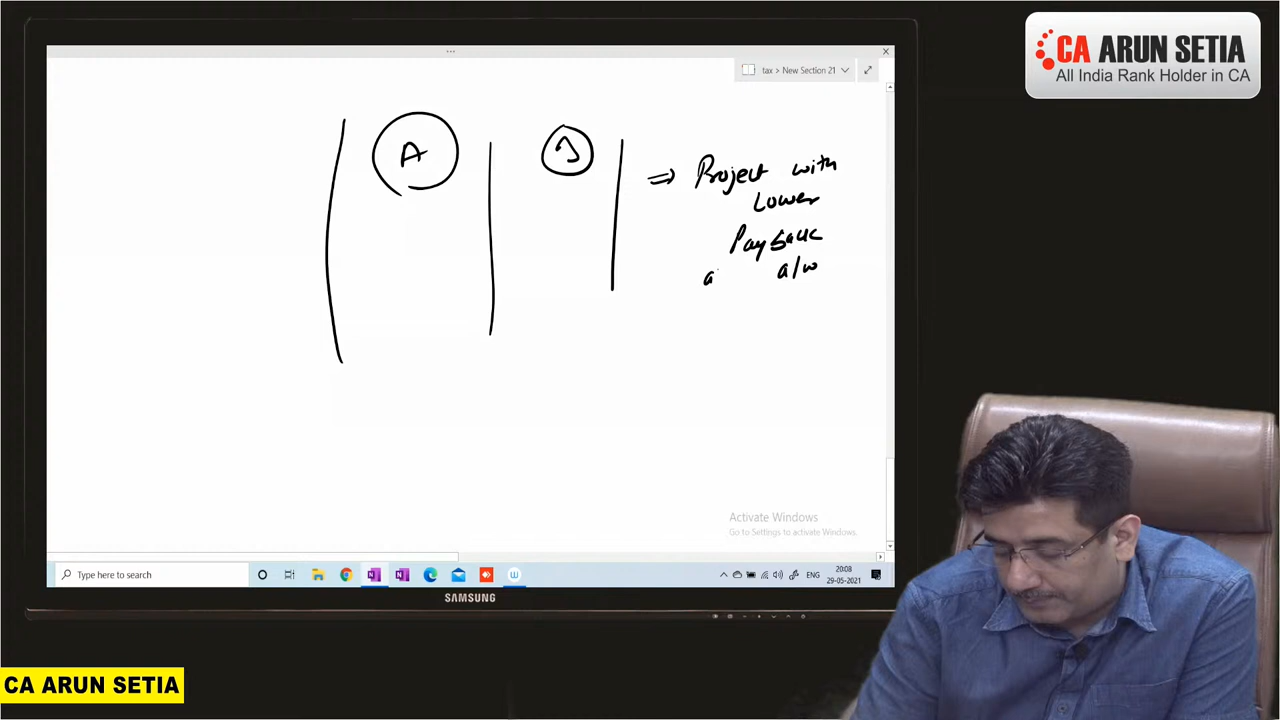 CA ARUN SETIA
All India Rank Holder in CA
tax > New Section 21
A
Project with
Lower
Payback
a/w
a
Activate Windows
Go to Settings to activate Windows.
Type here to search
ENG
20:08
29-05-2021
SAMSUNG
CA ARUN SETIA